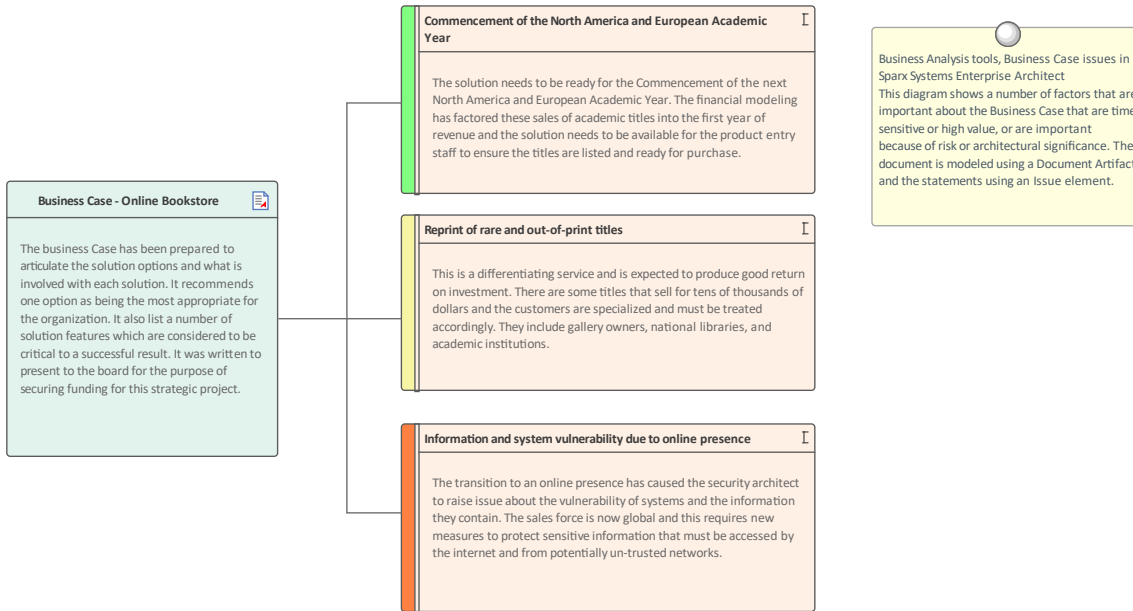 Business Case - Online Bookstore
The business Case has been prepared to
articulate the solution options and what is
involved with each solution. It recommends
one option as being the most appropriate for
the organization. It also list a number of
solution features which are considered to be
critical to a successful result. It was written to
present to the board for the purpose of
securing funding for this strategic project.
Commencement of the North America and European Academic
Year
The solution needs to be ready for the Commencement of the next
North America and European Academic Year. The financial modeling
has factored these sales of academic titles into the first year of
revenue and the solution needs to be available for the product entry
staff to ensure the titles are listed and ready for purchase.
Reprint of rare and out-of-print titles
This is a differentiating service and is expected to produce good return
on investment. There are some titles that sell for tens of thousands of
dollars and the customers are specialized and must be treated
accordingly. They include gallery owners, national libraries, and
academic institutions.
Information and system vulnerability due to online presence
The transition to an online presence has caused the security architect
to raise issue about the vulnerability of systems and the information
they contain. The sales force is now global and this requires new
measures to protect sensitive information that must be accessed by
the internet and from potentially un-trusted networks.
Business Analysis tools, Business Case issues in
Sparx Systems Enterprise Architect
This diagram shows a number of factors that are
important about the Business Case that are time
sensitive or high value, or are important
because of risk or architectural significance. The
document is modeled using a Document Artifact
and the statements using an Issue element.